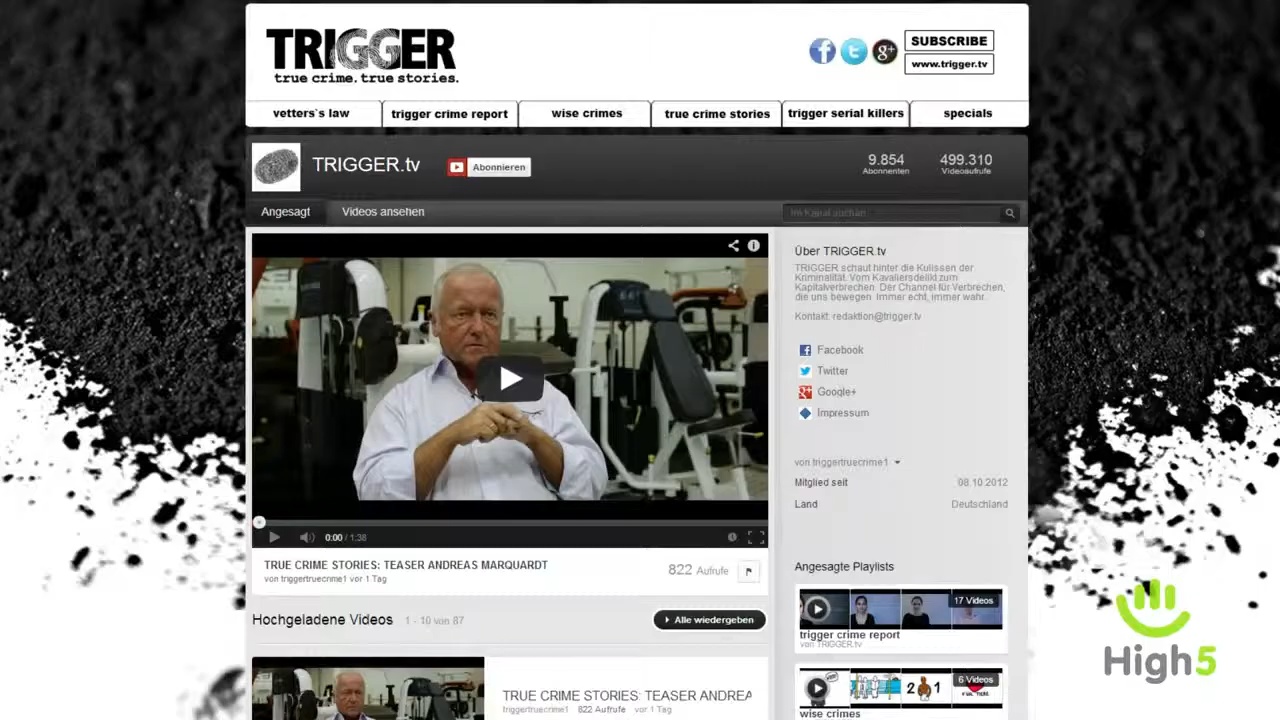 TRIGGER
true crime. true stories.
SUBSCRIBE
www.trigger.tv
vetters`s law
trigger crime report
wise crimes
true crime stories
trigger serial killers
specials
TRIGGER.tv
Abonnieren
9.854
Abonnenten
499.310
Videoaufrufe
Angesagt
Videos ansehen
Im Kanal suchen
Über TRIGGER.tv
TRIGGER schaut hinter die Kulissen der
Kriminalität. Vom Kavaliersdelikt zum
Kapitalverbrechen. Der Channel für Verbrechen,
die uns bewegen. Immer echt, immer wahr.
Kontakt: redaktion@trigger.tv
Facebook
Twitter
Google+
Impressum
von triggertruecrime1
Mitglied seit 08.10.2012
Land Deutschland
0:00 / 1:38
TRUE CRIME STORIES: TEASER ANDREAS MARQUARDT
von triggertruecrime1 vor 1 Tag
822 Aufrufe
Hochgeladene Videos 1 - 10 von 87
Alle wiedergeben
TRUE CRIME STORIES: TEASER ANDREA
triggertruecrime1 822 Aufrufe vor 1 Tag
Angesagte Playlists
17 Videos
trigger crime report
von TRIGGER.tv
6 Videos
2 1
wise crimes
High5